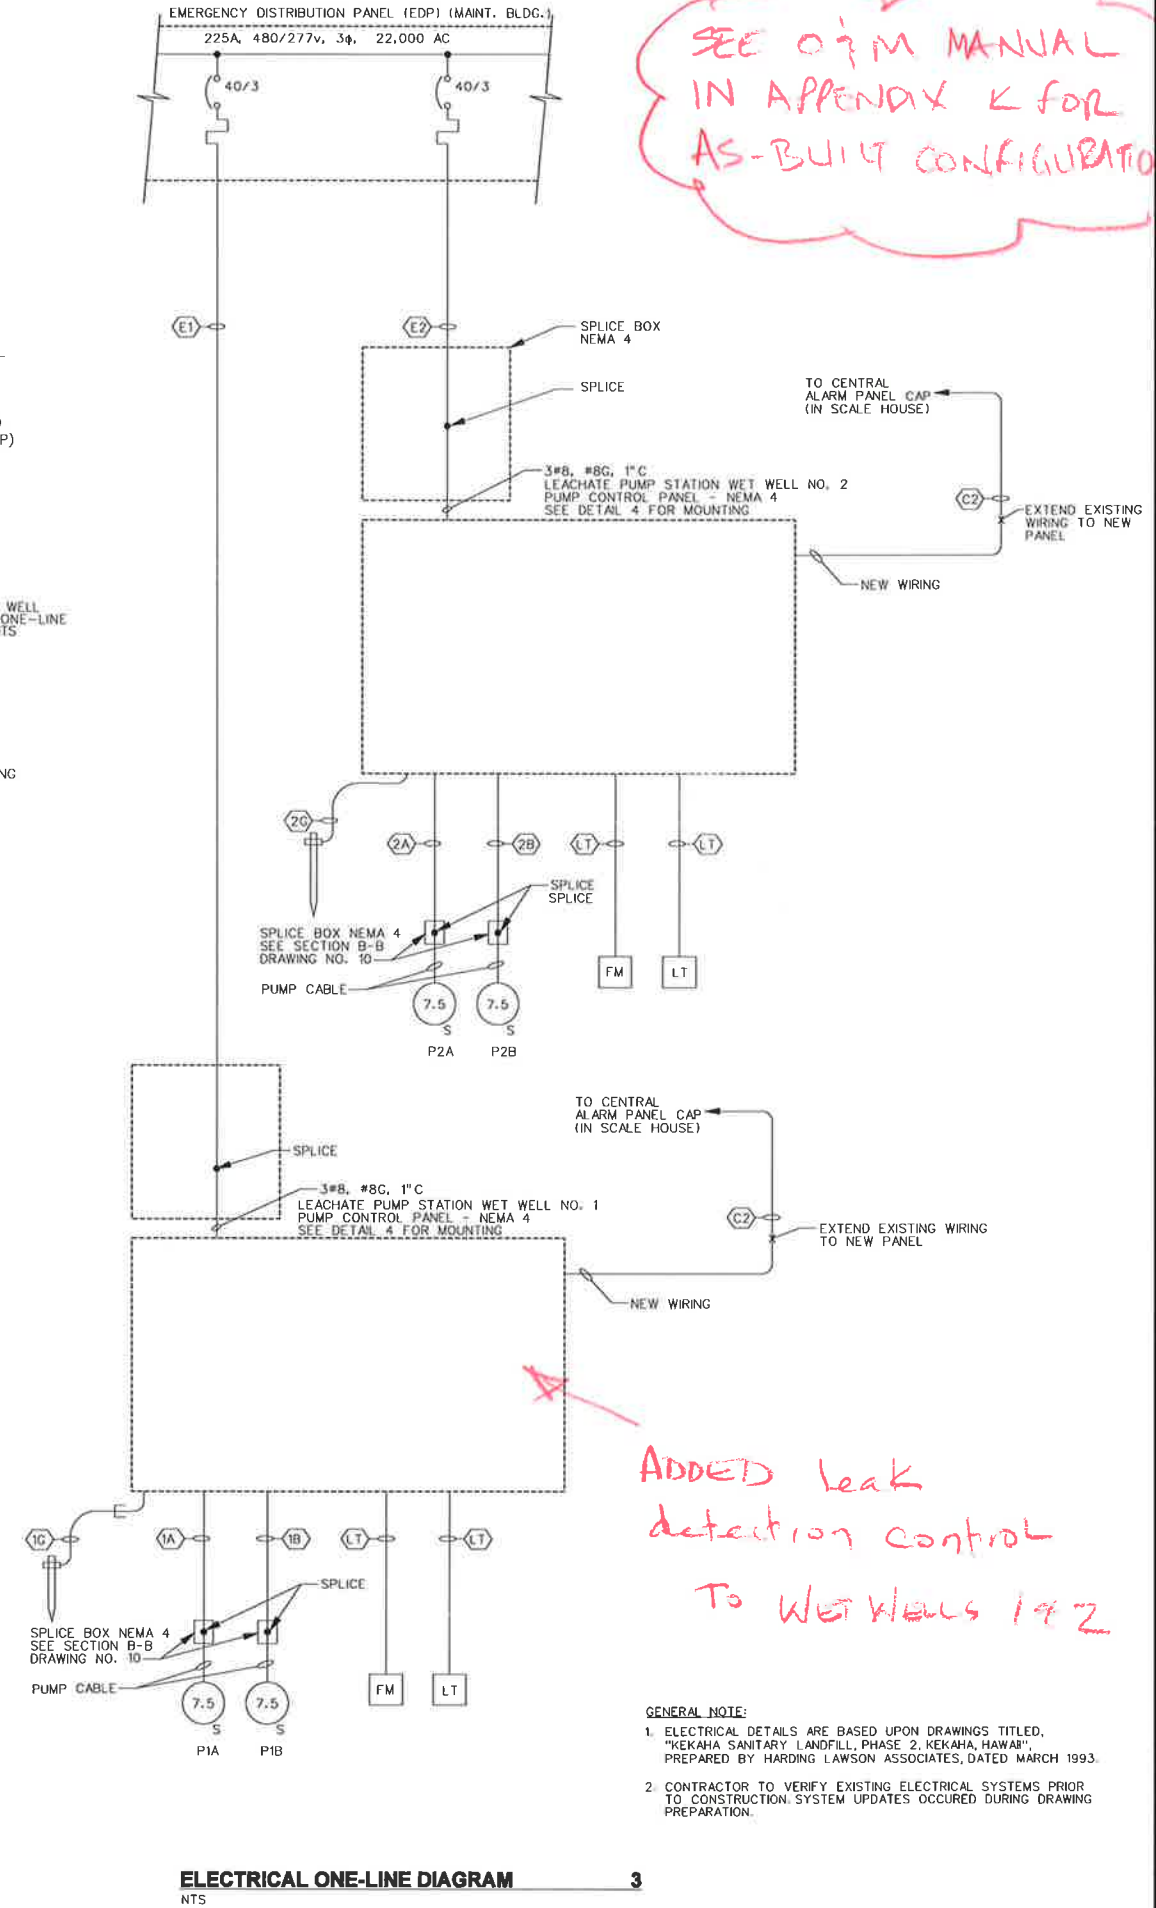 EMERGENCY DISTRIBUTION PANEL (EDP) (MAINT. BLDG.)
225A, 480/277v, 3φ, 22,000 AC
40/3
40/3
SEE O&M MANUAL
IN APPENDIX K FOR
AS-BUILT CONFIGURATIO
E1
E2
SPLICE BOX
NEMA 4
SPLICE
TO CENTRAL
ALARM PANEL CAP
(IN SCALE HOUSE)
P)
3#8, #8G, 1"C
LEACHATE PUMP STATION WET WELL NO. 2
PUMP CONTROL PANEL - NEMA 4
SEE DETAIL 4 FOR MOUNTING
C2
EXTEND EXISTING
WIRING TO NEW
PANEL
NEW WIRING
WELL
ONE-LINE
TS
NG
2G
2A
2B
LT
LT
SPLICE
SPLICE
SPLICE BOX NEMA 4
SEE SECTION B-B
DRAWING NO. 10
PUMP CABLE
FM
LT
7.5
S
7.5
S
P2A
P2B
TO CENTRAL
ALARM PANEL CAP
(IN SCALE HOUSE)
SPLICE
3#8, #8G, 1"C
LEACHATE PUMP STATION WET WELL NO. 1
PUMP CONTROL PANEL - NEMA 4
SEE DETAIL 4 FOR MOUNTING
C2
EXTEND EXISTING WIRING
TO NEW PANEL
NEW WIRING
ADDED leak
detection control
To WET WELLS 1 & 2
1G
1A
1B
LT
LT
SPLICE
SPLICE BOX NEMA 4
SEE SECTION B-B
DRAWING NO. 10
PUMP CABLE
FM
LT
7.5
S
7.5
S
P1A
P1B
GENERAL NOTE:
1. ELECTRICAL DETAILS ARE BASED UPON DRAWINGS TITLED,
"KEKAHA SANITARY LANDFILL, PHASE 2, KEKAHA, HAWAII",
PREPARED BY HARDING LAWSON ASSOCIATES, DATED MARCH 1993.
2. CONTRACTOR TO VERIFY EXISTING ELECTRICAL SYSTEMS PRIOR
TO CONSTRUCTION. SYSTEM UPDATES OCCURED DURING DRAWING
PREPARATION.
ELECTRICAL ONE-LINE DIAGRAM 3
NTS